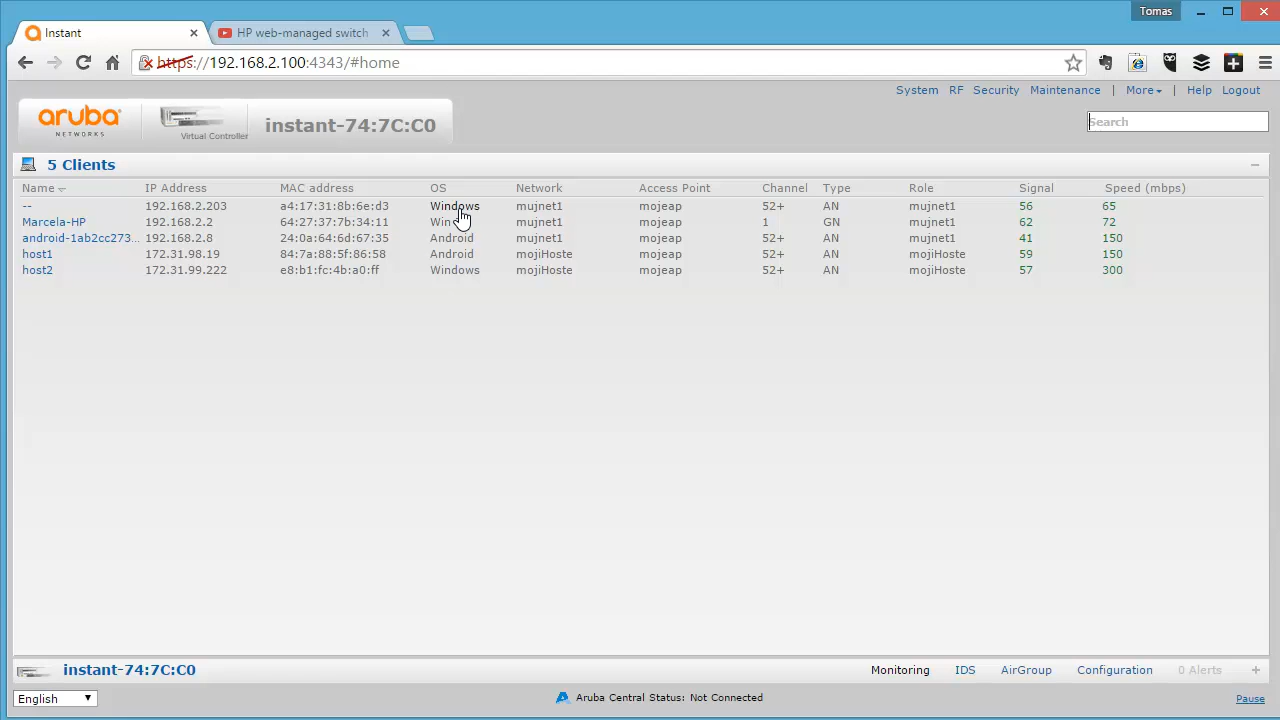 Tomas
Instant
HP web-managed switch
https://192.168.2.100:4343/#home
System RF Security Maintenance | More | Help Logout
aruba
NETWORKS
Virtual Controller
instant-74:7C:C0
Search
5 Clients
Name IP Address MAC address OS Network Access Point Channel Type Role Signal Speed (mbps)
-- 192.168.2.203 a4:17:31:8b:6e:d3 Windows mujnet1 mojeap 52+ AN mujnet1 56 65
Marcela-HP 192.168.2.2 64:27:37:7b:34:11 Win mujnet1 mojeap 1 GN mujnet1 62 72
android-1ab2cc273... 192.168.2.8 24:0a:64:6d:67:35 Android mujnet1 mojeap 52+ AN mujnet1 41 150
host1 172.31.98.19 84:7a:88:5f:86:58 Android mojiHoste mojeap 52+ AN mojiHoste 59 150
host2 172.31.99.222 e8:b1:fc:4b:a0:ff Windows mojiHoste mojeap 52+ AN mojiHoste 57 300
instant-74:7C:C0
Monitoring IDS AirGroup Configuration 0 Alerts +
English
Aruba Central Status: Not Connected
Pause